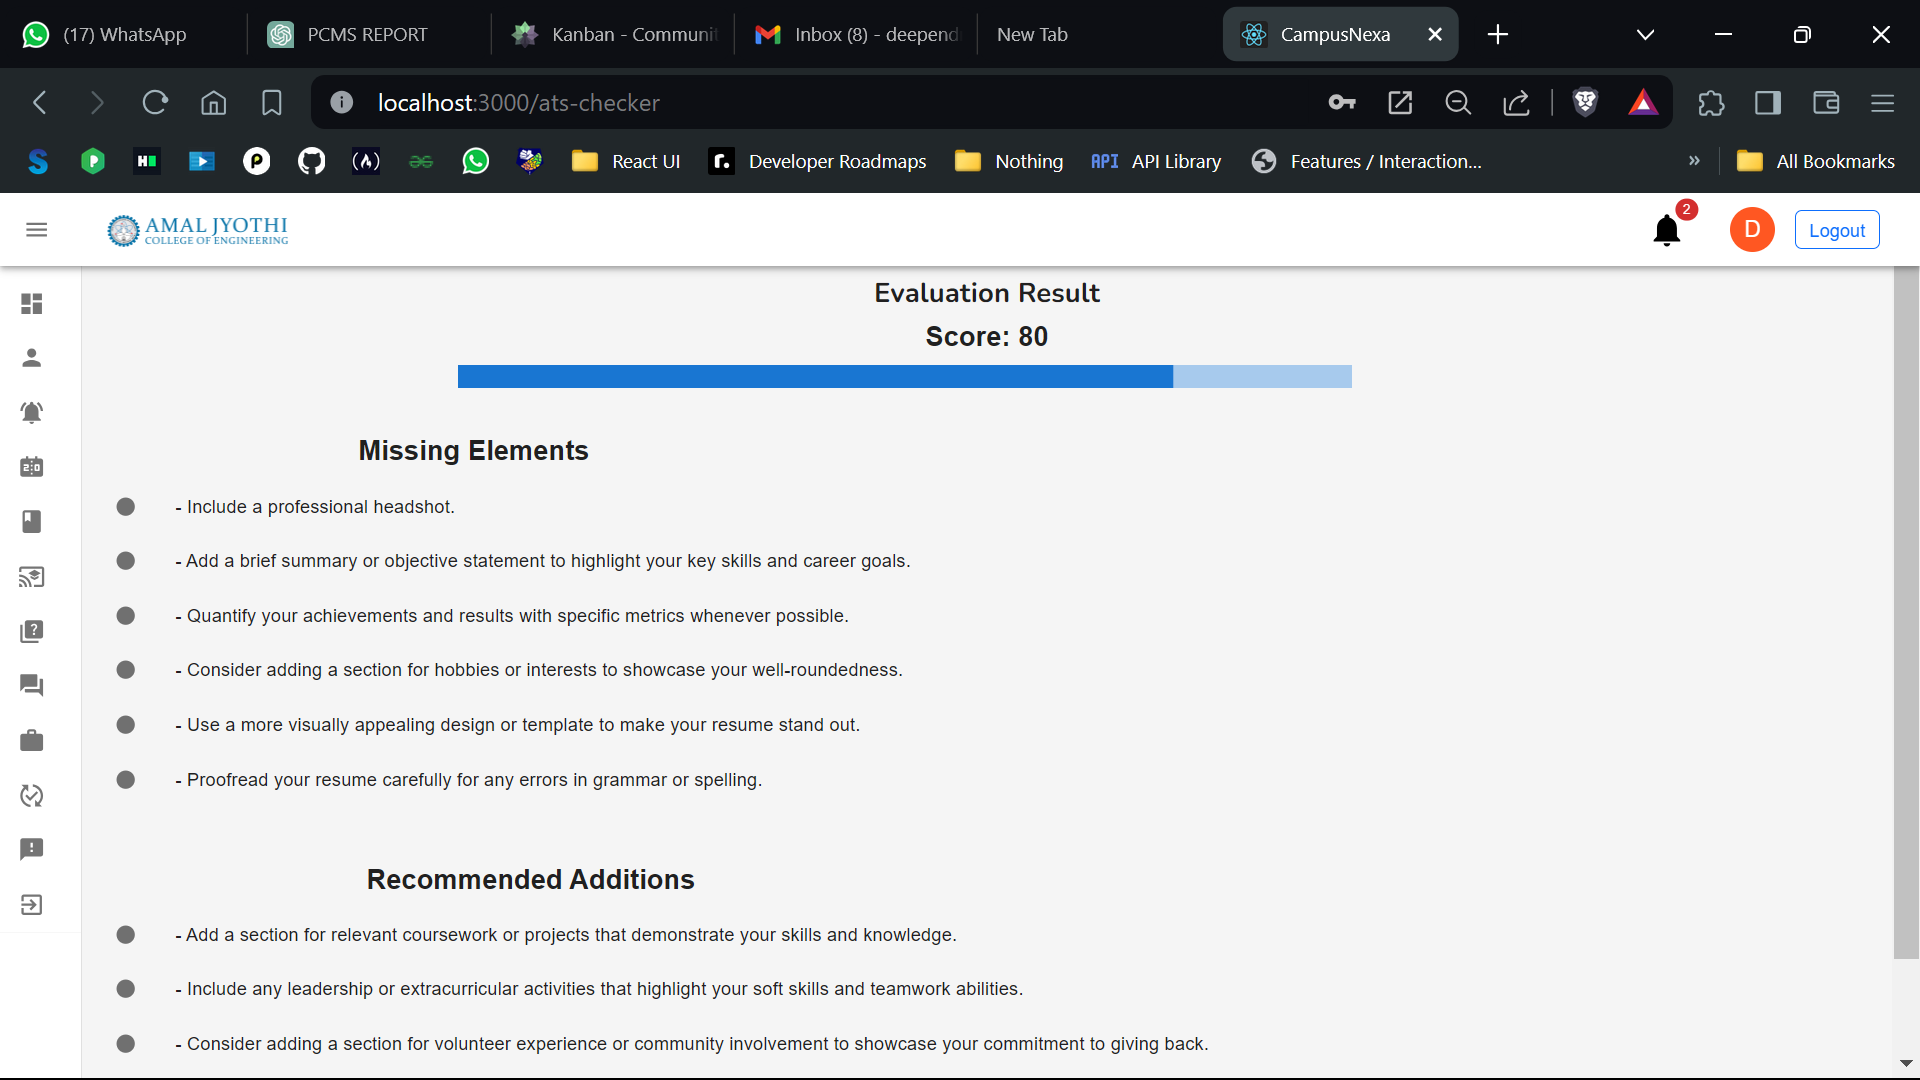 (17) WhatsApp
PCMS REPORT
Kanban - Communit
Inbox (8) - deepend
New Tab
CampusNexa
localhost:3000/ats-checker
React UI
Developer Roadmaps
Nothing
API API Library
Features / Interaction...
» All Bookmarks
AMAL JYOTHI
COLLEGE OF ENGINEERING
2
D
Logout
Evaluation Result
Score: 80
Missing Elements
- Include a professional headshot.
- Add a brief summary or objective statement to highlight your key skills and career goals.
- Quantify your achievements and results with specific metrics whenever possible.
- Consider adding a section for hobbies or interests to showcase your well-roundedness.
- Use a more visually appealing design or template to make your resume stand out.
- Proofread your resume carefully for any errors in grammar or spelling.
Recommended Additions
- Add a section for relevant coursework or projects that demonstrate your skills and knowledge.
- Include any leadership or extracurricular activities that highlight your soft skills and teamwork abilities.
- Consider adding a section for volunteer experience or community involvement to showcase your commitment to giving back.